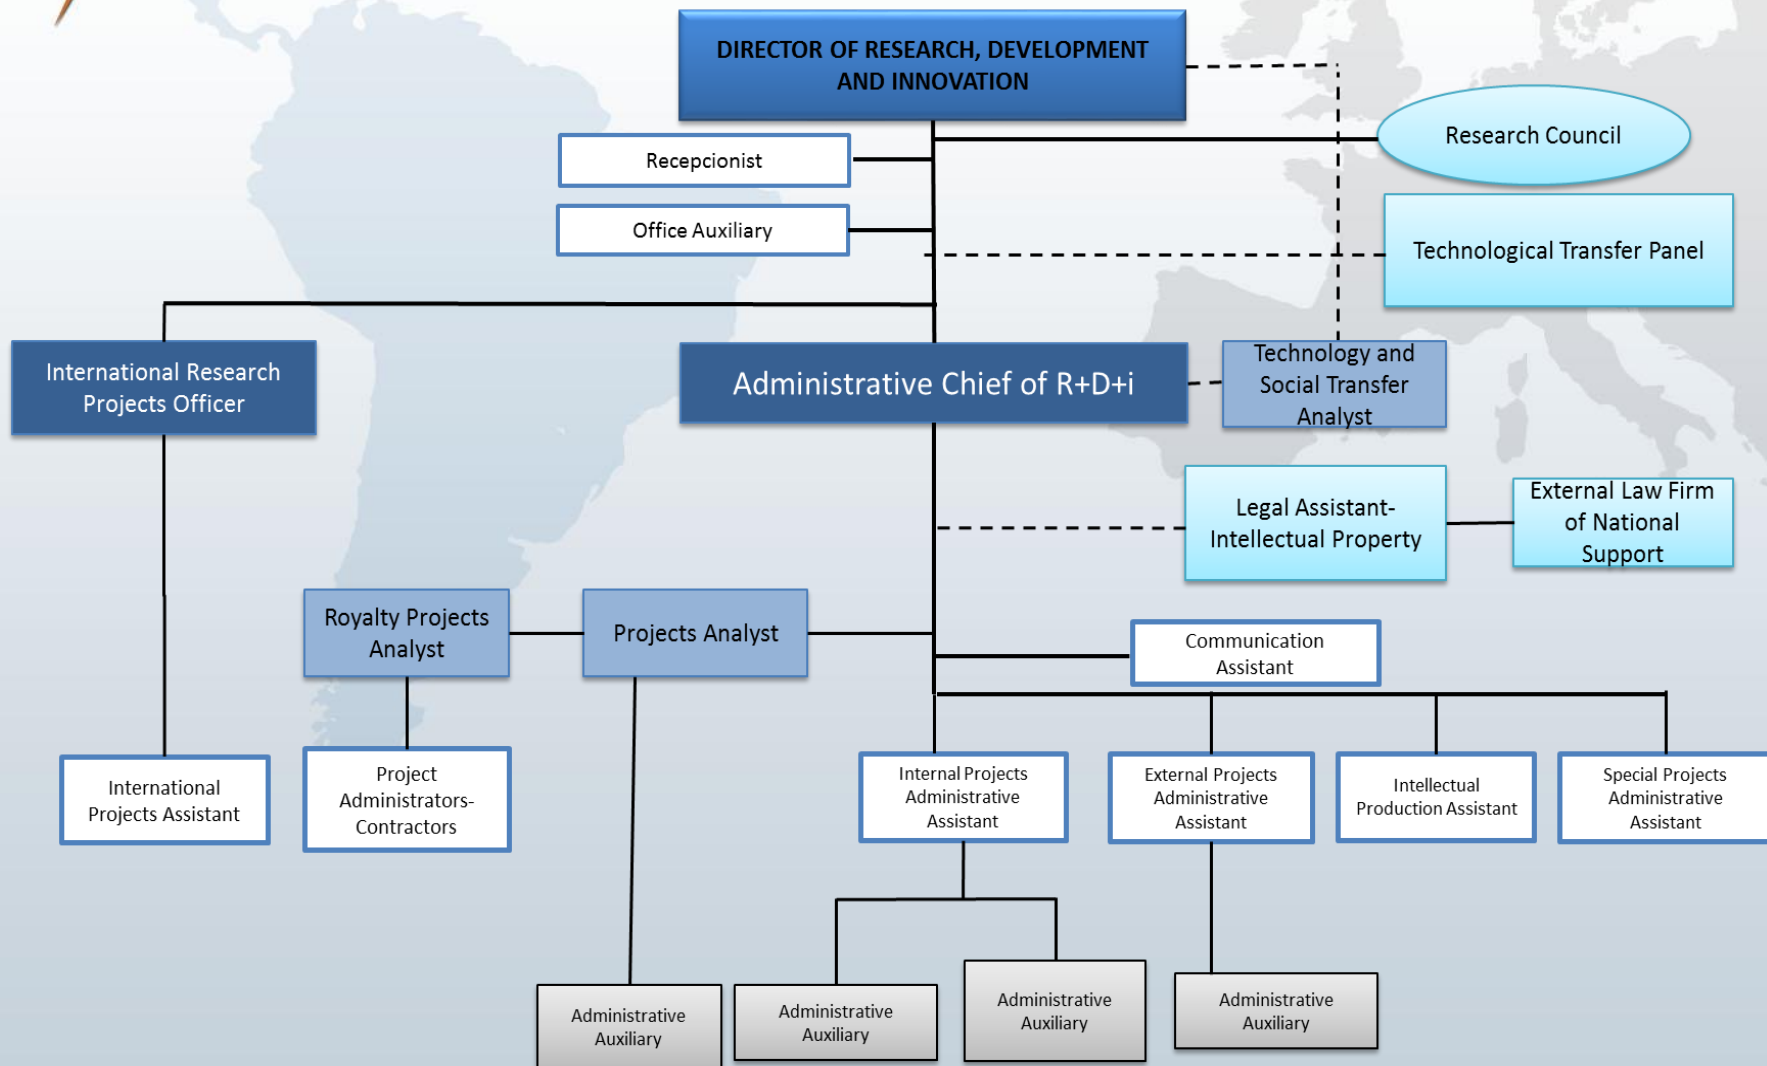 DIRECTOR OF RESEARCH, DEVELOPMENT
AND INNOVATION
Research Council
Recepcionist
Office Auxiliary
Technological Transfer Panel
International Research
Projects Officer
Administrative Chief of R+D+i
Technology and
Social Transfer
Analyst
Legal Assistant-
Intellectual Property
External Law Firm
of National
Support
Royalty Projects
Analyst
Projects Analyst
Communication
Assistant
International
Projects Assistant
Project
Administrators-
Contractors
Internal Projects
Administrative
Assistant
External Projects
Administrative
Assistant
Intellectual
Production Assistant
Special Projects
Administrative
Assistant
Administrative
Auxiliary
Administrative
Auxiliary
Administrative
Auxiliary
Administrative
Auxiliary